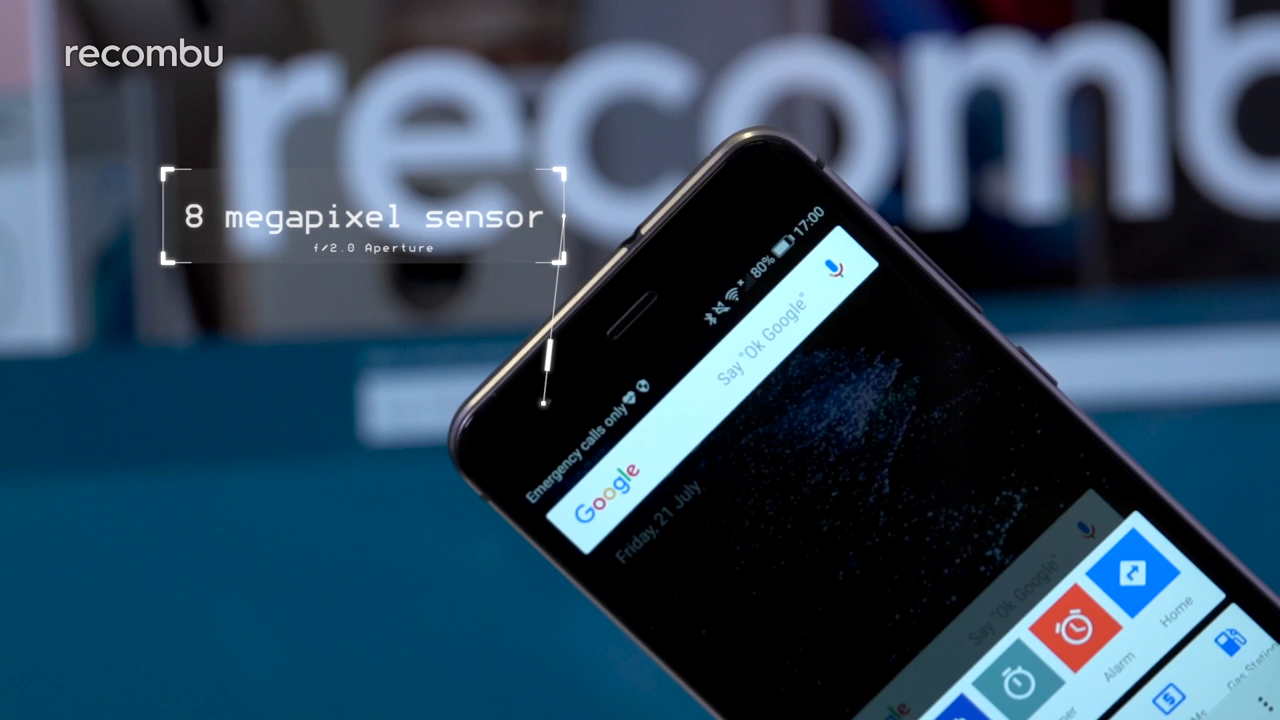 recombu
recomb
8 megapixel sensor
f/2.0 Aperture
80% 17:00
Emergency calls only
Say "Ok Google"
Google
Friday, 21 July
Say "Ok Google"
Home
Alarm